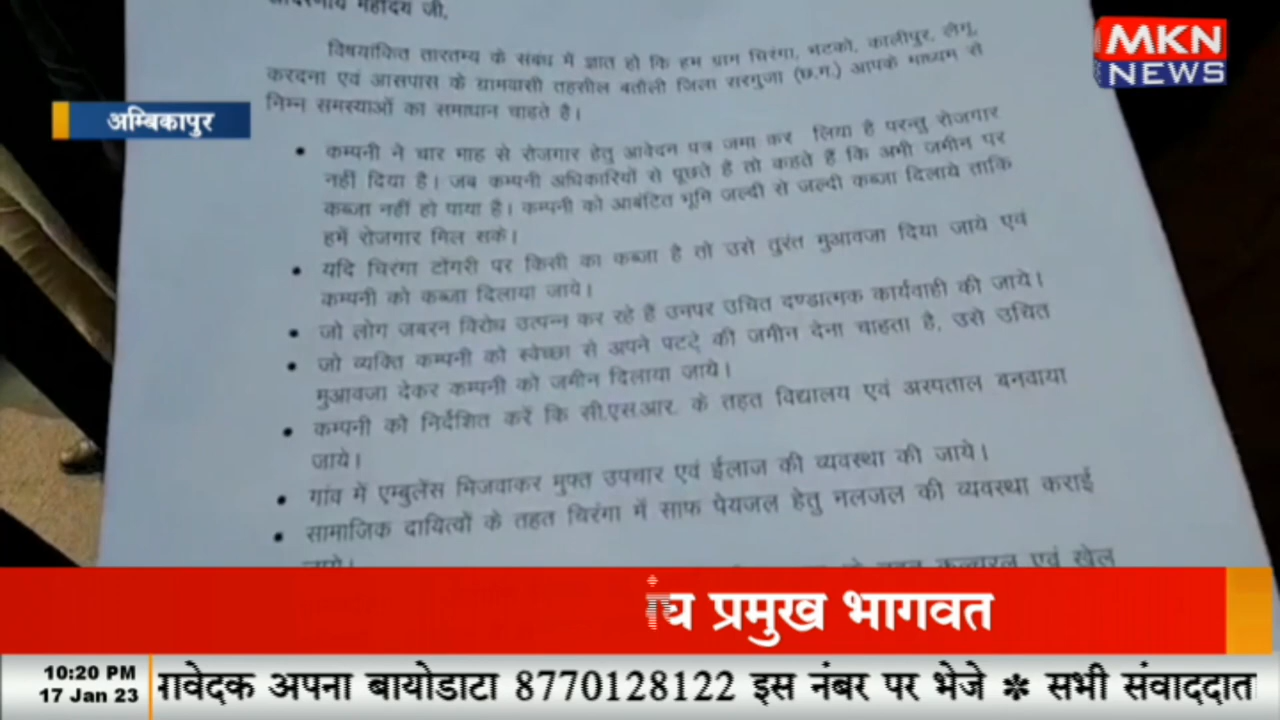 आदरणीय महोदय जी,
विषयांकित तारतम्य के संबंध में ज्ञात हो कि हम ग्राम चिरंगा, भटको, कालीपुर, लेगू,
करदना एवं आसपास के ग्रामवासी तहसील बतौली जिला सरगुजा (छ.ग.) आपके माध्यम से
निम्न समस्याओं का समाधान चाहते है।
• कम्पनी ने चार माह से रोजगार हेतु आवेदन पत्र जमा कर लिया है परन्तु रोजगार
नहीं दिया है। जब कम्पनी अधिकारियों से पूछते हैं तो कहते हैं कि अभी जमीन पर
कब्जा नहीं हो पाया है। कम्पनी को आबंटित भूमि जल्दी से जल्दी कब्जा दिलाये ताकि
हमें रोजगार मिल सके।
• यदि चिरंगा टोंगरी पर किसी का कब्जा है तो उसे तुरंत मुआवजा दिया जाये एवं
कम्पनी को कब्जा दिलाया जाये।
• जो लोग जबरन विरोध उत्पन्न कर रहे हैं उनपर उचित दण्डात्मक कार्यवाही की जाये।
• जो व्यक्ति कम्पनी को स्वेच्छा से अपने पटटे् की जमीन देना चाहता है, उसे उचित
मुआवजा देकर कम्पनी को जमीन दिलाया जाये।
• कम्पनी को निर्देशित करें कि सी.एस.आर. के तहत विद्यालय एवं अस्पताल बनवाया
जाये।
• गांव में एम्बुलेंस भिजवाकर मुफ्त उपचार एवं ईलाज की व्यवस्था की जाये।
• सामाजिक दायित्वों के तहत चिरंगा में साफ पेयजल हेतु नलजल की व्यवस्था कराई
जाये।
कल्चरल एवं खेल
MKN
NEWS
अम्बिकापुर
प्रमुख भागवत
10:20 PM
17 Jan 23
अपना बायोडाटा 8770128122 इस नंबर पर भेजे * सभी